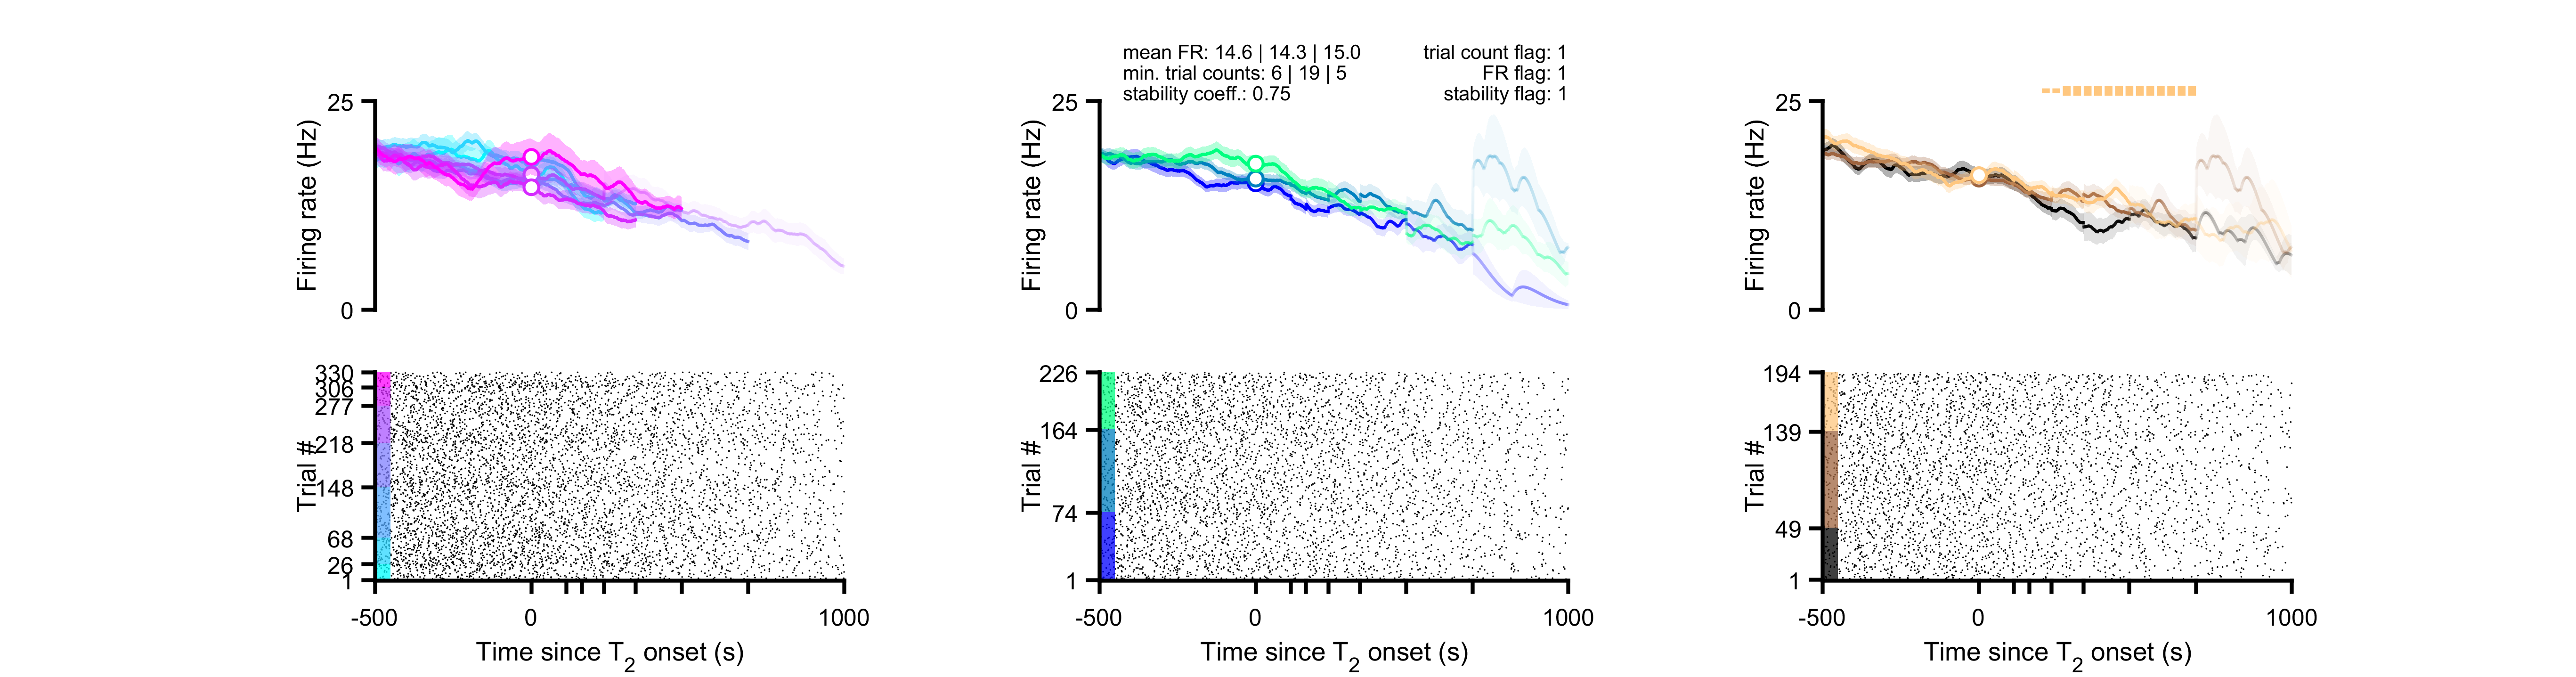 mean FR: 14.6 | 14.3 | 15.0
min. trial counts: 6 | 19 | 5
stability coeff.: 0.75
trial count flag: 1
FR flag: 1
stability flag: 1
25
0
Firing rate (Hz)
25
0
Firing rate (Hz)
25
0
Firing rate (Hz)
330
306
277
218
148
68
26
1
Trial #
-500
0
1000
Time since T2 onset (s)
226
164
74
1
Trial #
-500
0
1000
Time since T2 onset (s)
194
139
49
1
Trial #
-500
0
1000
Time since T2 onset (s)